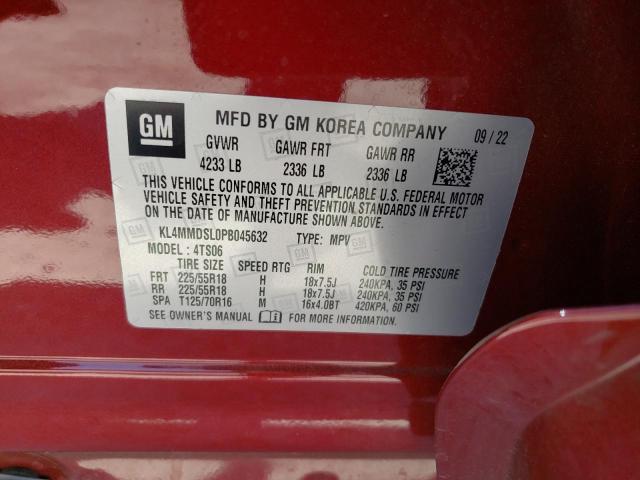 GM MFD BY GM KOREA COMPANY 09/22
GVWR GAWR FRT GAWR RR
4233 LB 2336 LB 2336 LB
THIS VEHICLE CONFORMS TO ALL APPLICABLE U.S. FEDERAL MOTOR
VEHICLE SAFETY AND THEFT PREVENTION STANDARDS IN EFFECT
ON THE DATE OF MANUFACTURE SHOWN ABOVE.
KL4MMDSL0PB045632 TYPE: MPV
MODEL: 4TS06
TIRE SIZE SPEED RTG RIM COLD TIRE PRESSURE
FRT 225/55R18 H 18x7.5J 240KPA, 35 PSI
RR 225/55R18 H 18x7.5J 240KPA, 35 PSI
SPA T125/70R16 M 16x4.0BT 420KPA, 60 PSI
SEE OWNER'S MANUAL FOR MORE INFORMATION